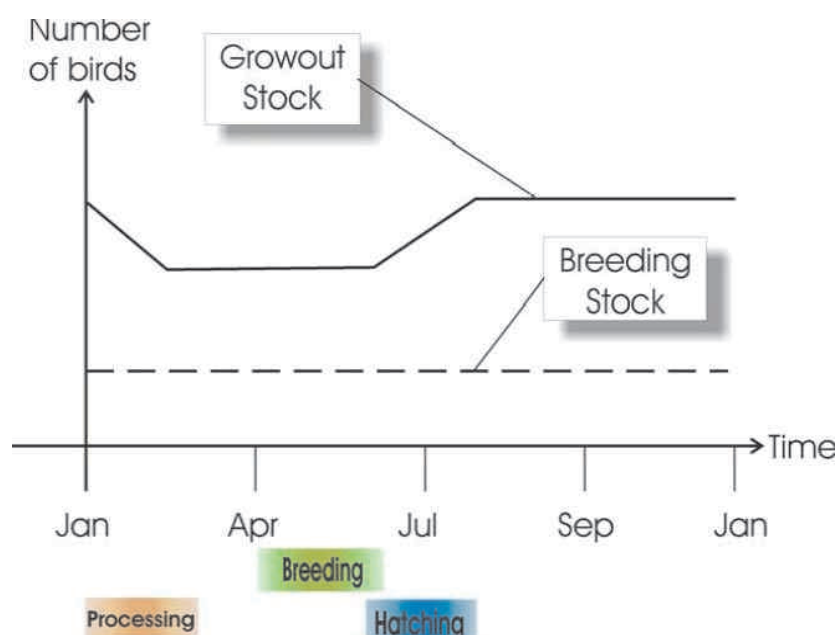 Number
of birds
Growout
Stock
Breeding
Stock
Time
Jan Apr Jul Sep Jan
Breeding
Processing Hatching